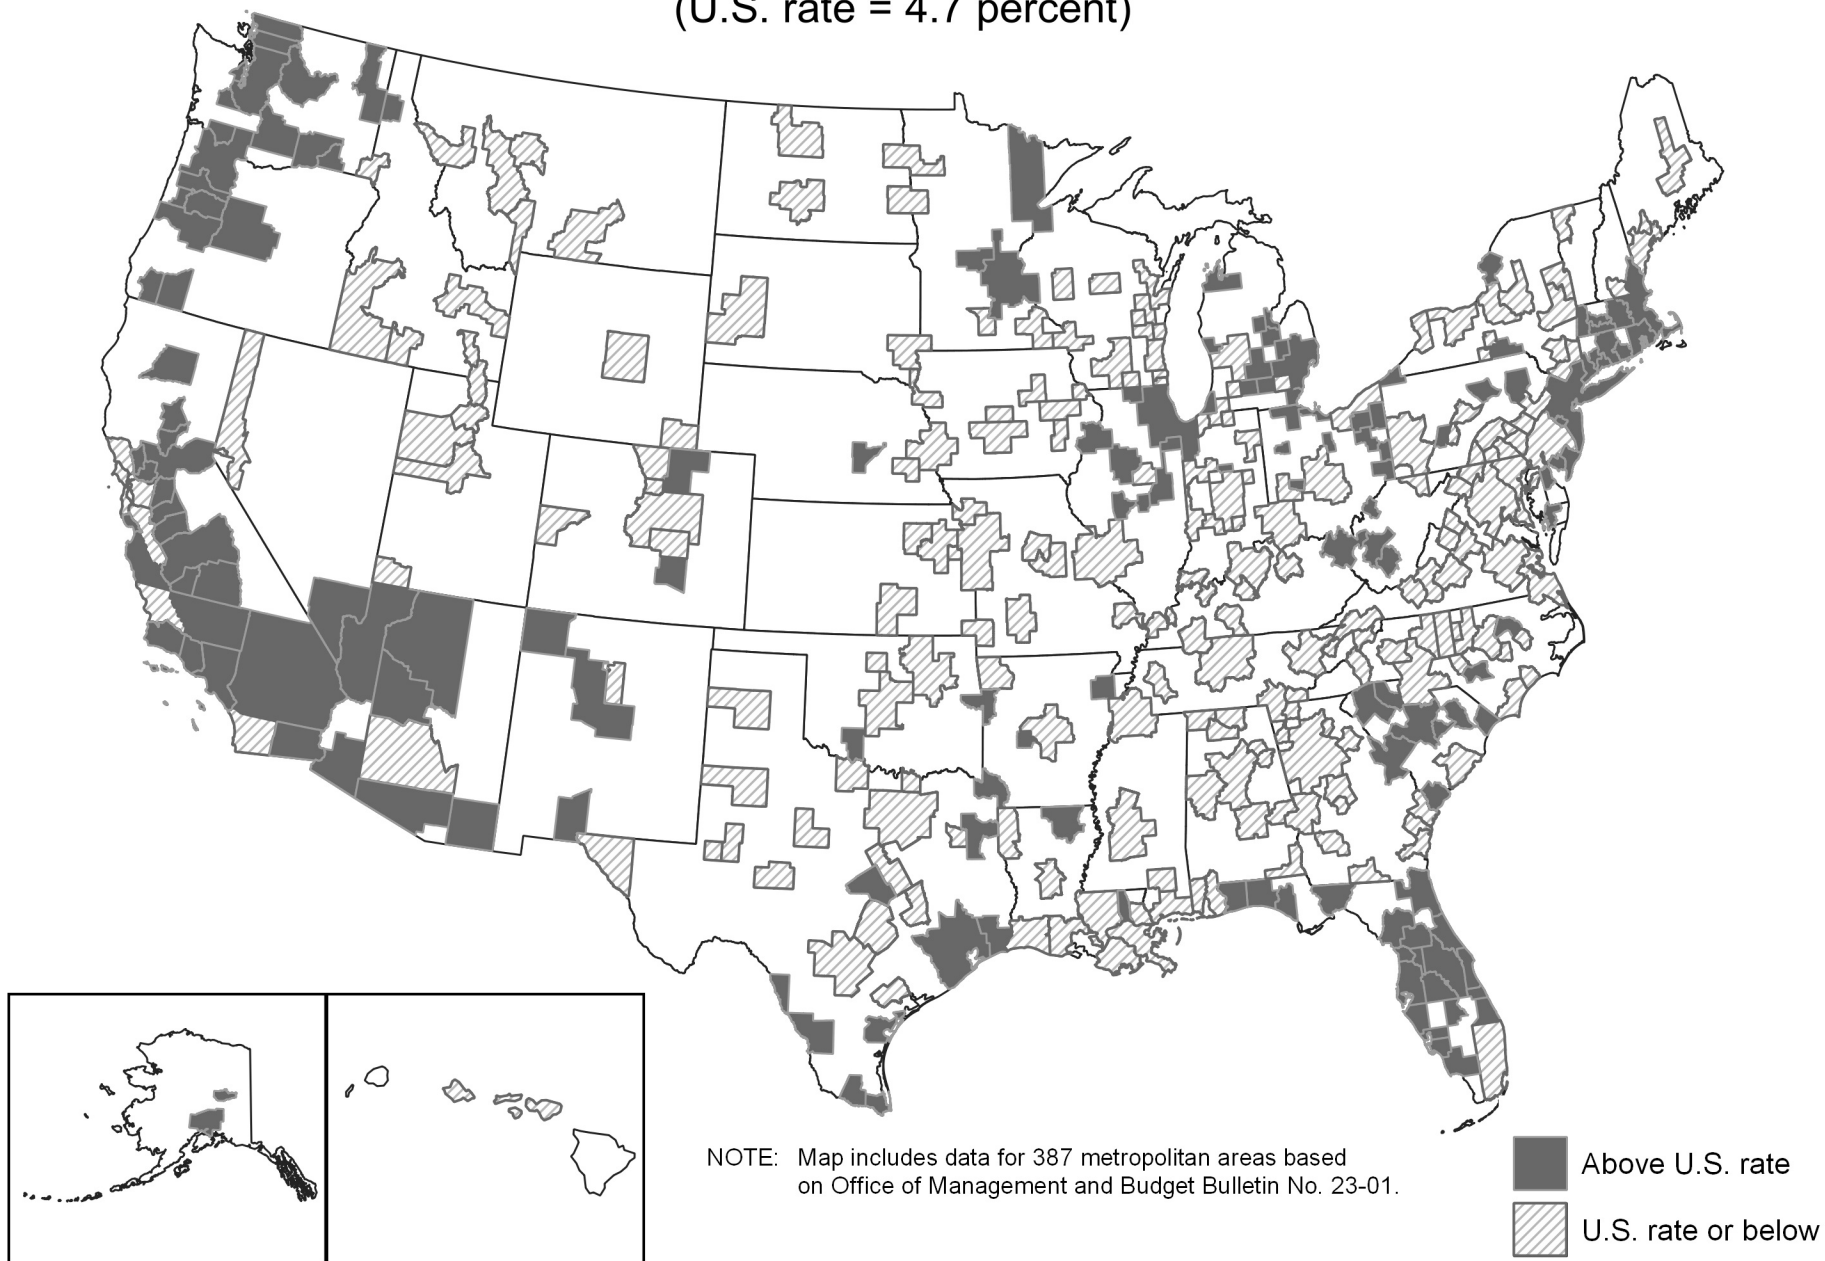 (U.S. rate = 4.7 percent)
NOTE: Map includes data for 387 metropolitan areas based
on Office of Management and Budget Bulletin No. 23-01.
Above U.S. rate
U.S. rate or below